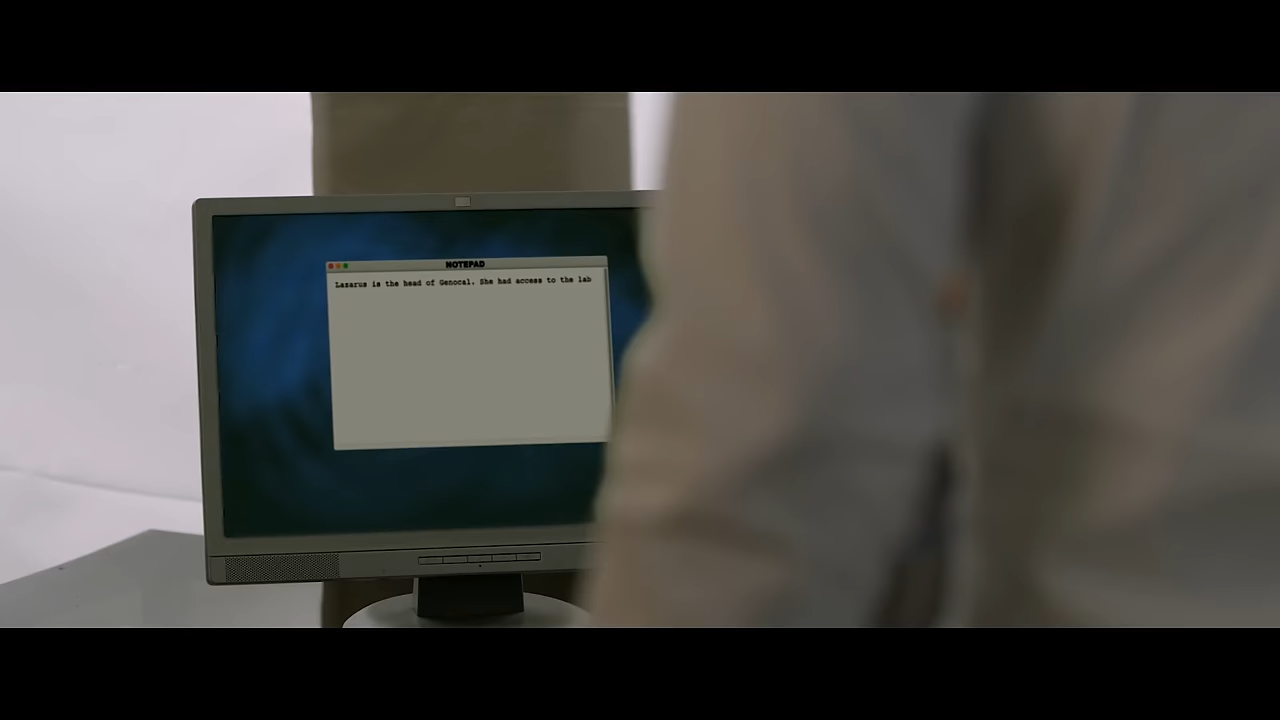 NOTEPAD
Lazarus is the head of Genocal. She had access to the lab